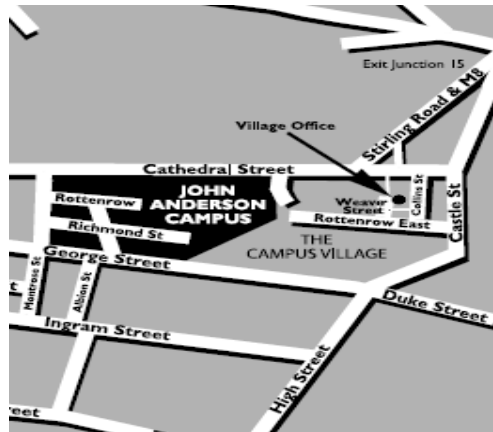 Exit Junction 15
Stirling Road & M8
Village Office
Cathedral Street
JOHN
ANDERSON
CAMPUS
Rottenrow
Weaver
Street
Collins St
Castle St
Rottenrow East
Richmond St
THE
CAMPUS VILLAGE
George Street
Montrose St
Albion St
Duke Street
Ingram Street
High Street